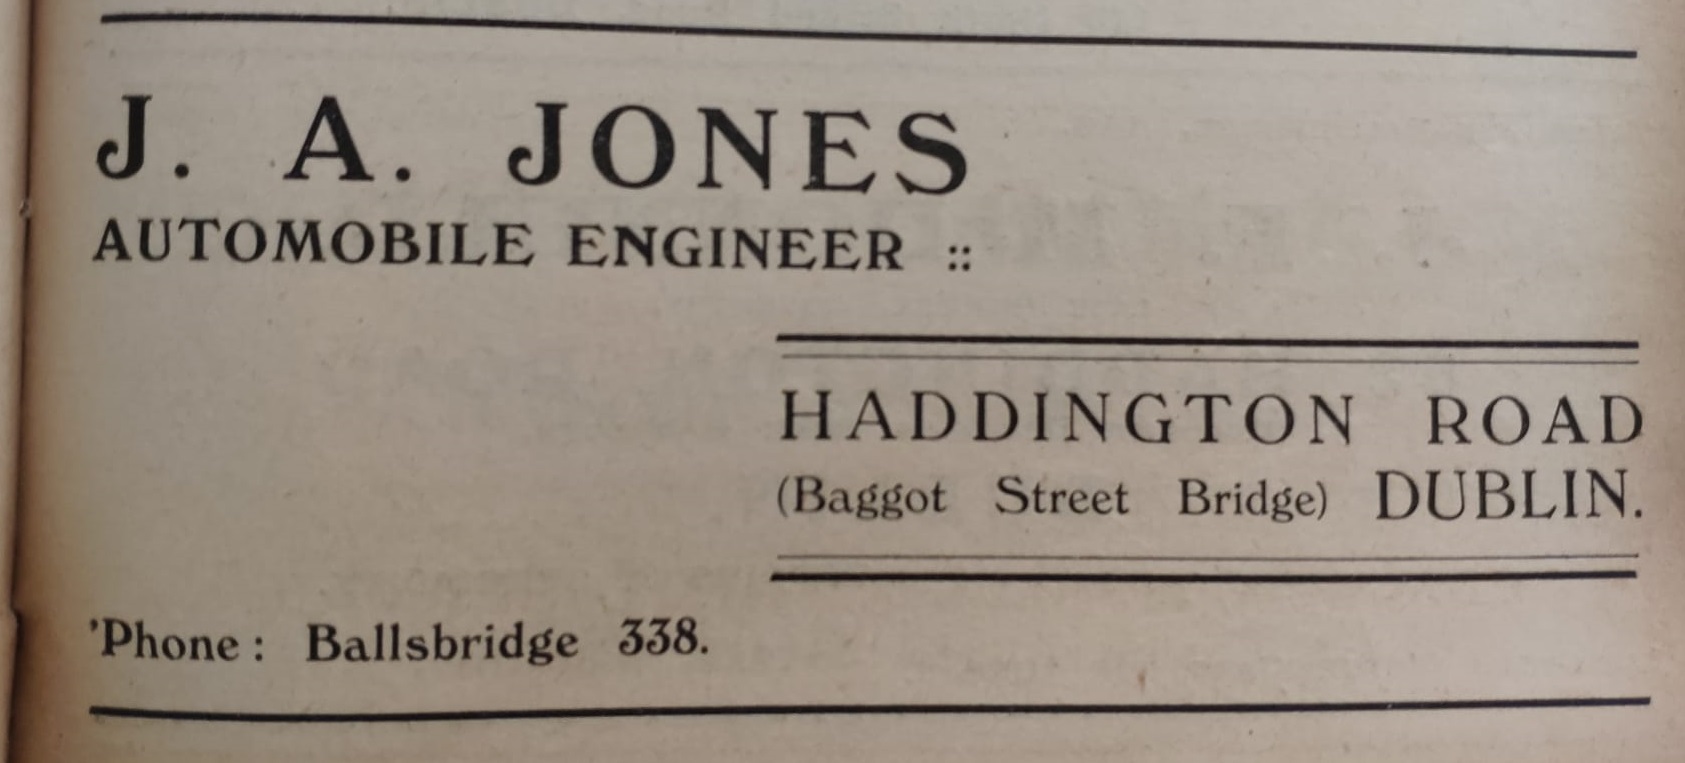 J. A. JONES
AUTOMOBILE ENGINEER ::
HADDINGTON ROAD
(Baggot Street Bridge) DUBLIN.
'Phone: Ballsbridge 338.